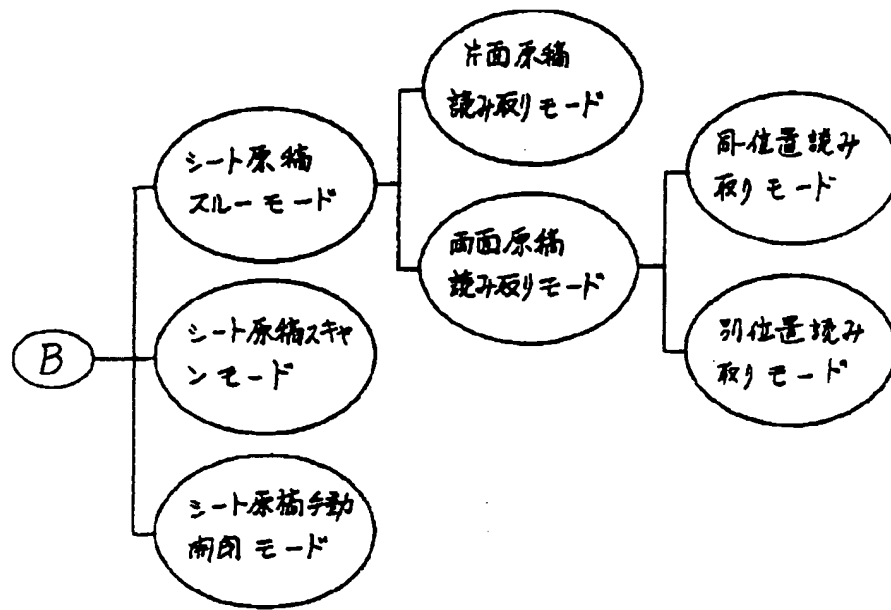 片面原稿
読み取りモード
シート原稿
スルーモード
同一位置読み
取りモード
両面原稿
読み取りモード
B
シート原稿スキャ
ンモード
別位置読み
取りモード
シート原稿手動
開閉モード